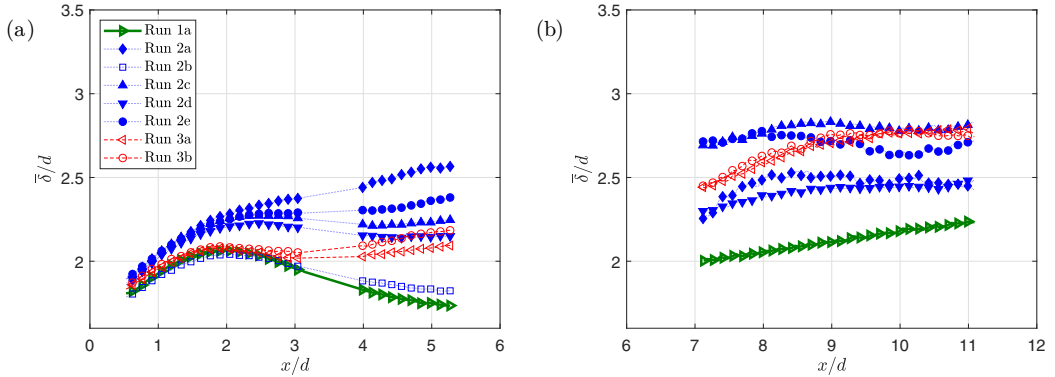 (a)
3.5
3
2.5
2
δ̅/d
0
1
2
3
4
5
6
x/d
Run 1a
Run 2a
Run 2b
Run 2c
Run 2d
Run 2e
Run 3a
Run 3b
(b)
3.5
3
2.5
2
δ̅/d
6
7
8
9
10
11
12
x/d